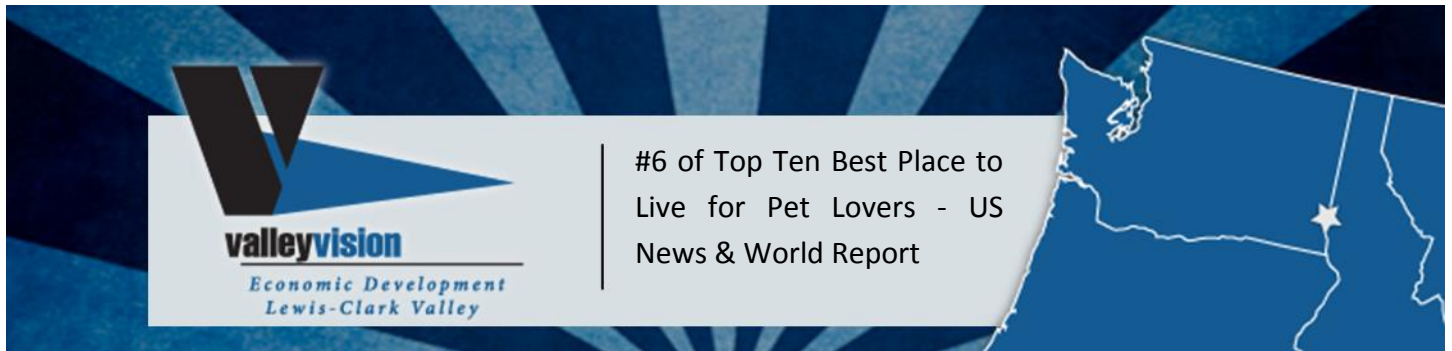 valleyvision
Economic Development
Lewis-Clark Valley
#6 of Top Ten Best Place to
Live for Pet Lovers - US
News & World Report